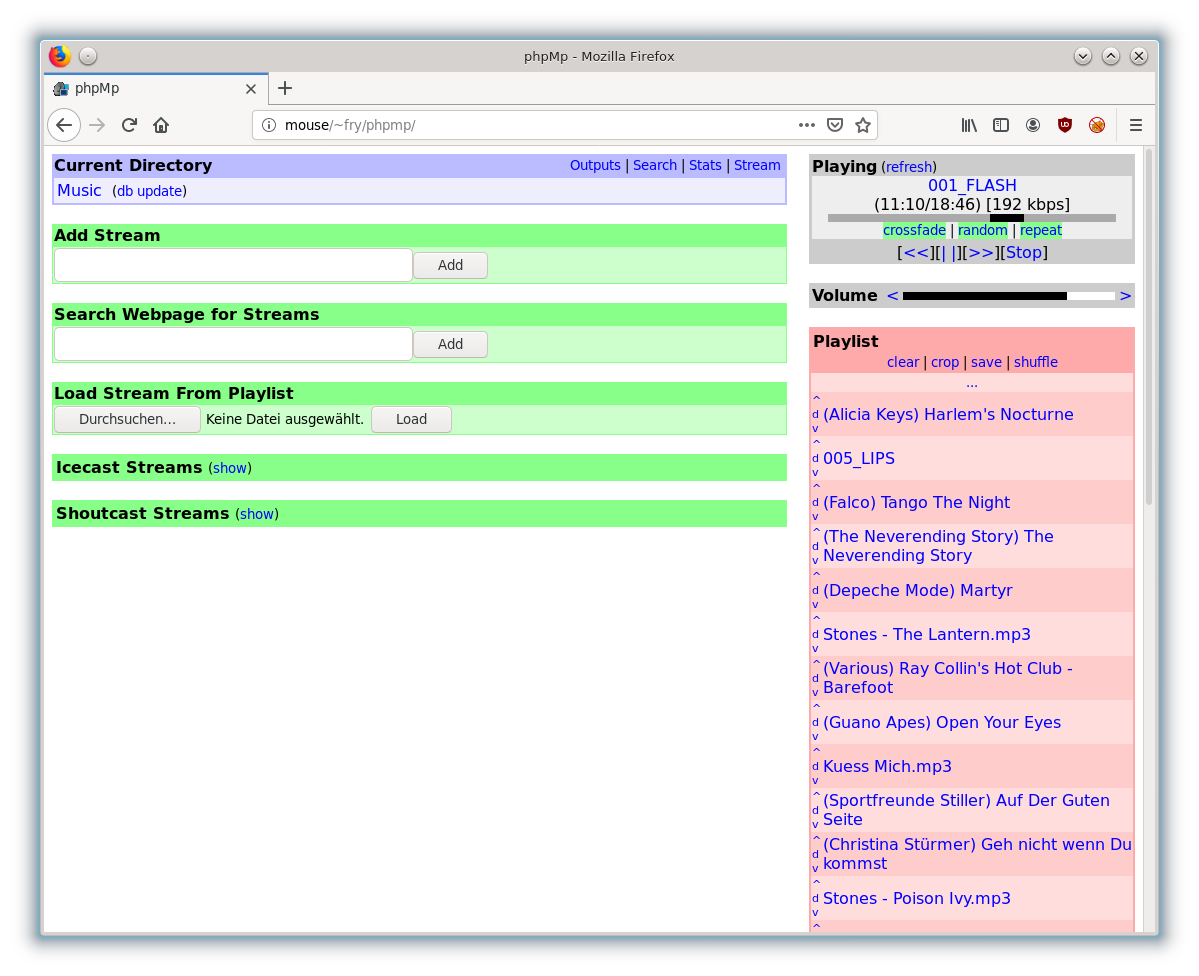 phpMp - Mozilla Firefox
phpMp
mouse/~fry/phpmp/
Current Directory
Outputs | Search | Stats | Stream
Music (db update)
Add Stream
Add
Search Webpage for Streams
Add
Load Stream From Playlist
Durchsuchen... Keine Datei ausgewählt. Load
Icecast Streams (show)
Shoutcast Streams (show)
Playing (refresh)
001_FLASH
(11:10/18:46) [192 kbps]
crossfade | random | repeat
[<<][| |][>>][Stop]
Volume < >
Playlist
clear | crop | save | shuffle
...
^
d (Alicia Keys) Harlem's Nocturne
v
^
d 005_LIPS
v
^
d (Falco) Tango The Night
v
^ (The Neverending Story) The
d
v Neverending Story
^
d (Depeche Mode) Martyr
v
^
d Stones - The Lantern.mp3
v
^ (Various) Ray Collin's Hot Club -
d
v Barefoot
^
d (Guano Apes) Open Your Eyes
v
^
d Kuess Mich.mp3
v
^ (Sportfreunde Stiller) Auf Der Guten
d
v Seite
^ (Christina Stürmer) Geh nicht wenn Du
d
v kommst
^
d Stones - Poison Ivy.mp3
v
^